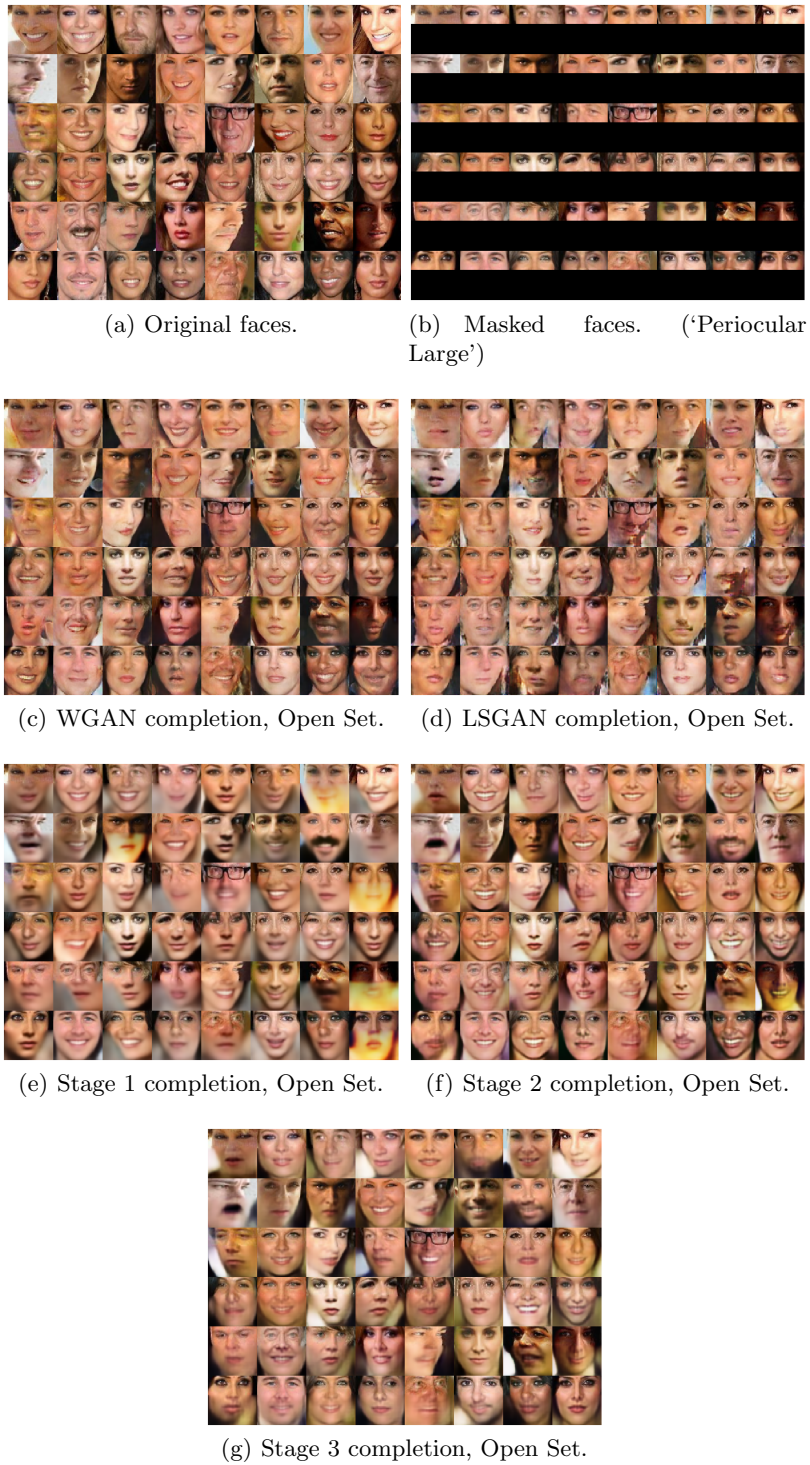 (a) Original faces.
(b) Masked faces. (‘Periocular
Large’)
(c) WGAN completion, Open Set.
(d) LSGAN completion, Open Set.
(e) Stage 1 completion, Open Set.
(f) Stage 2 completion, Open Set.
(g) Stage 3 completion, Open Set.